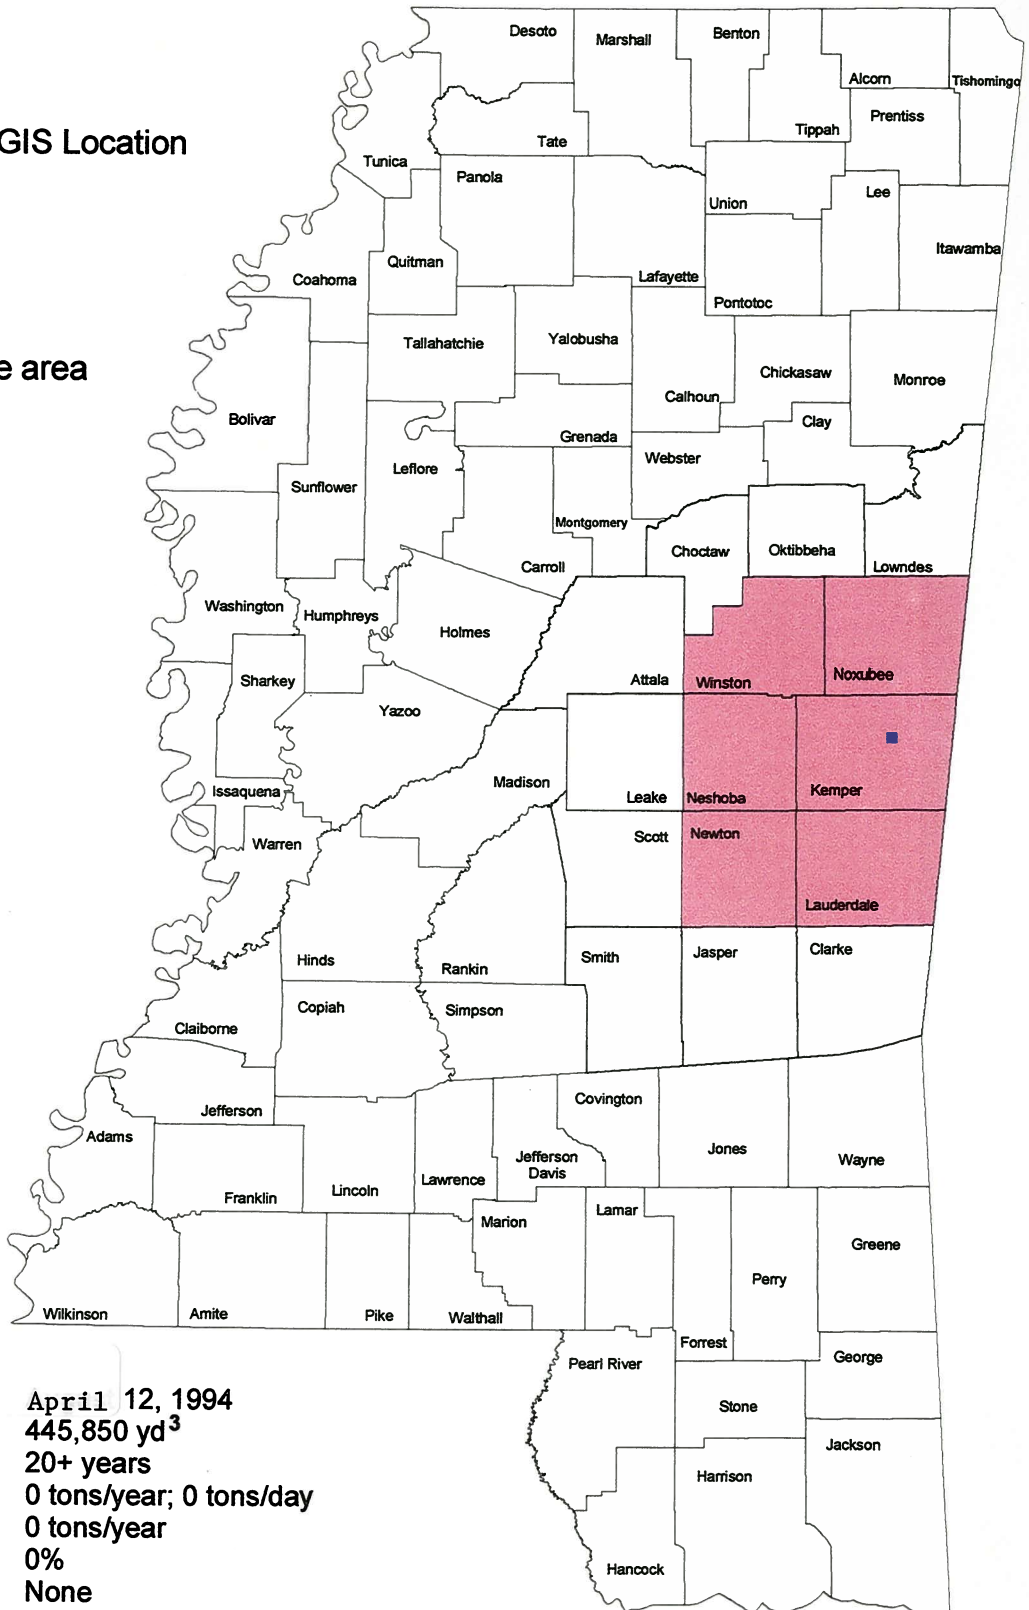 Desoto
Marshall
Benton
Alcorn
Tishomingo
Prentiss
Tippah
GIS Location
Tate
Tunica
Panola
Lee
Union
Itawamba
Quitman
Coahoma
Lafayette
Pontotoc
Tallahatchie
Yalobusha
e area
Chickasaw
Monroe
Calhoun
Bolivar
Clay
Grenada
Webster
Leflore
Sunflower
Montgomery
Choctaw
Oktibbeha
Carroll
Lowndes
Washington
Humphreys
Holmes
Attala
Winston
Noxubee
Sharkey
Yazoo
Madison
Issaquena
Leake
Neshoba
Kemper
Warren
Scott
Newton
Lauderdale
Hinds
Rankin
Smith
Jasper
Clarke
Copiah
Simpson
Claiborne
Covington
Jefferson
Adams
Jones
Jefferson
Davis
Wayne
Lawrence
Lincoln
Franklin
Marion
Lamar
Greene
Perry
Wilkinson
Amite
Pike
Walthall
Forrest
Pearl River
George
Stone
Jackson
Harrison
Hancock
April 12, 1994
445,850 yd³
20+ years
0 tons/year; 0 tons/day
0 tons/year
0%
None